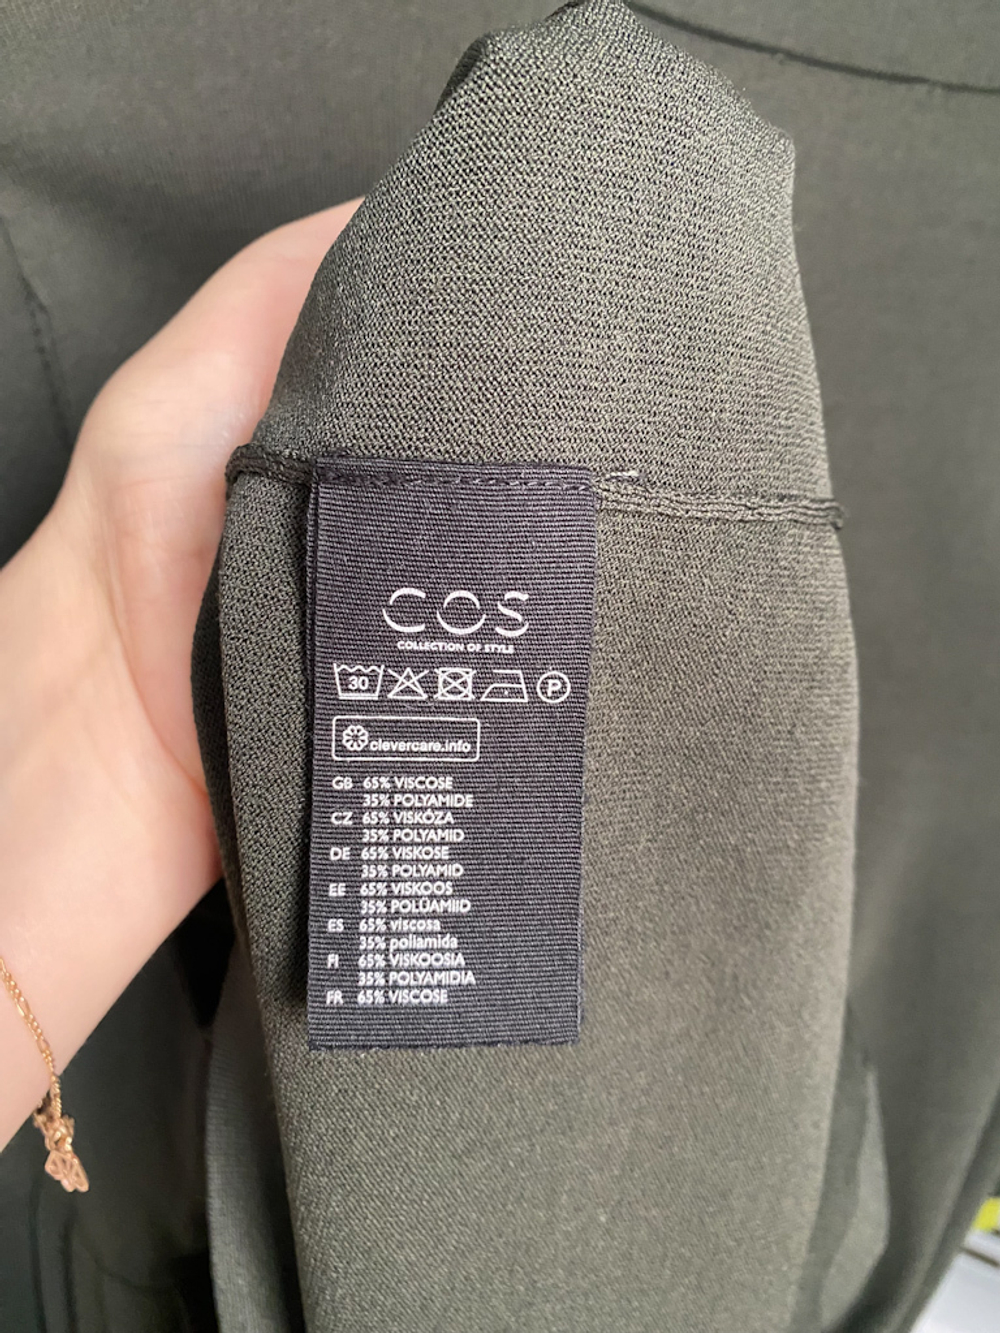 COS
COLLECTION OF STYLE
30 P
clevercare.info
GB 65% VISCOSE
35% POLYAMIDE
CZ 65% VISKÓZA
35% POLYAMID
DE 65% VISKOSE
35% POLYAMID
EE 65% VISKOOS
35% POLÜAMIID
ES 65% viscosa
35% poliamida
FI 65% VISKOOSIA
35% POLYAMIDIA
FR 65% VISCOSE